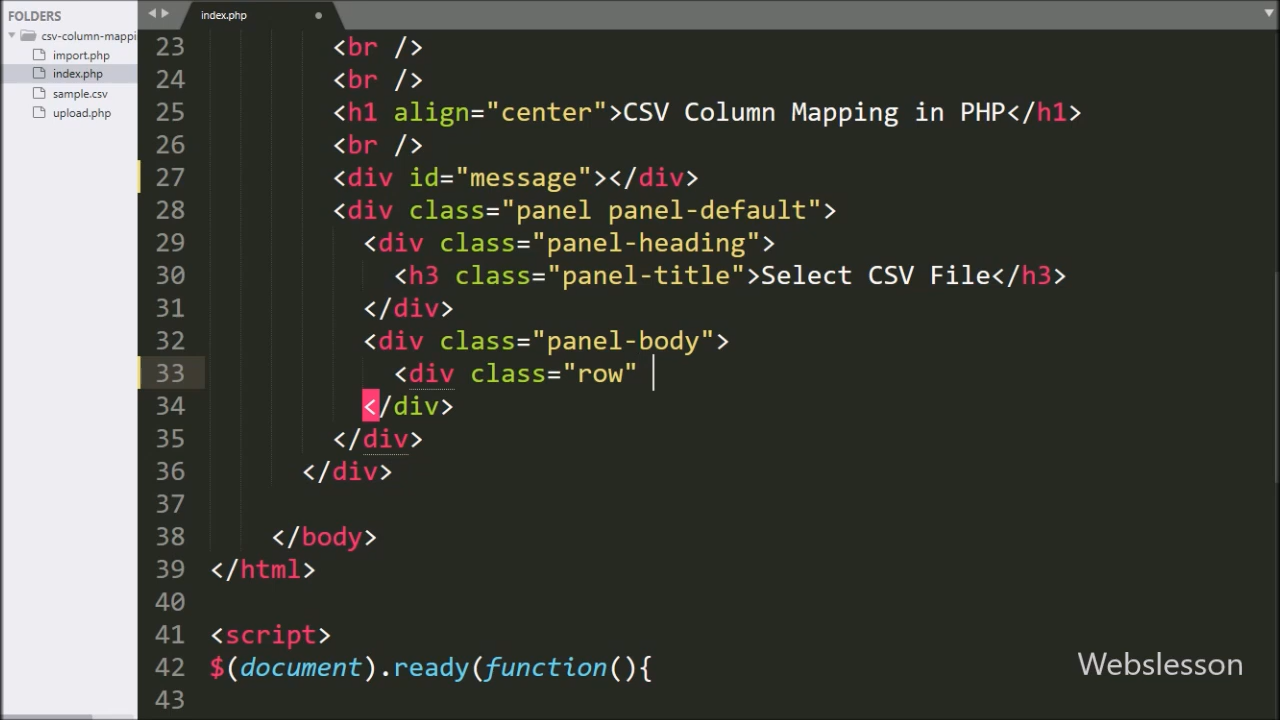 FOLDERS
csv-column-mappi
import.php
index.php
sample.csv
upload.php
index.php
23 <br />
24 <br />
25 <h1 align="center">CSV Column Mapping in PHP</h1>
26 <br />
27 <div id="message"></div>
28 <div class="panel panel-default">
29 <div class="panel-heading">
30 <h3 class="panel-title">Select CSV File</h3>
31 </div>
32 <div class="panel-body">
33 <div class="row"
34 </div>
35 </div>
36 </div>
37
38 </body>
39 </html>
40
41 <script>
42 $(document).ready(function(){
43
Webslesson